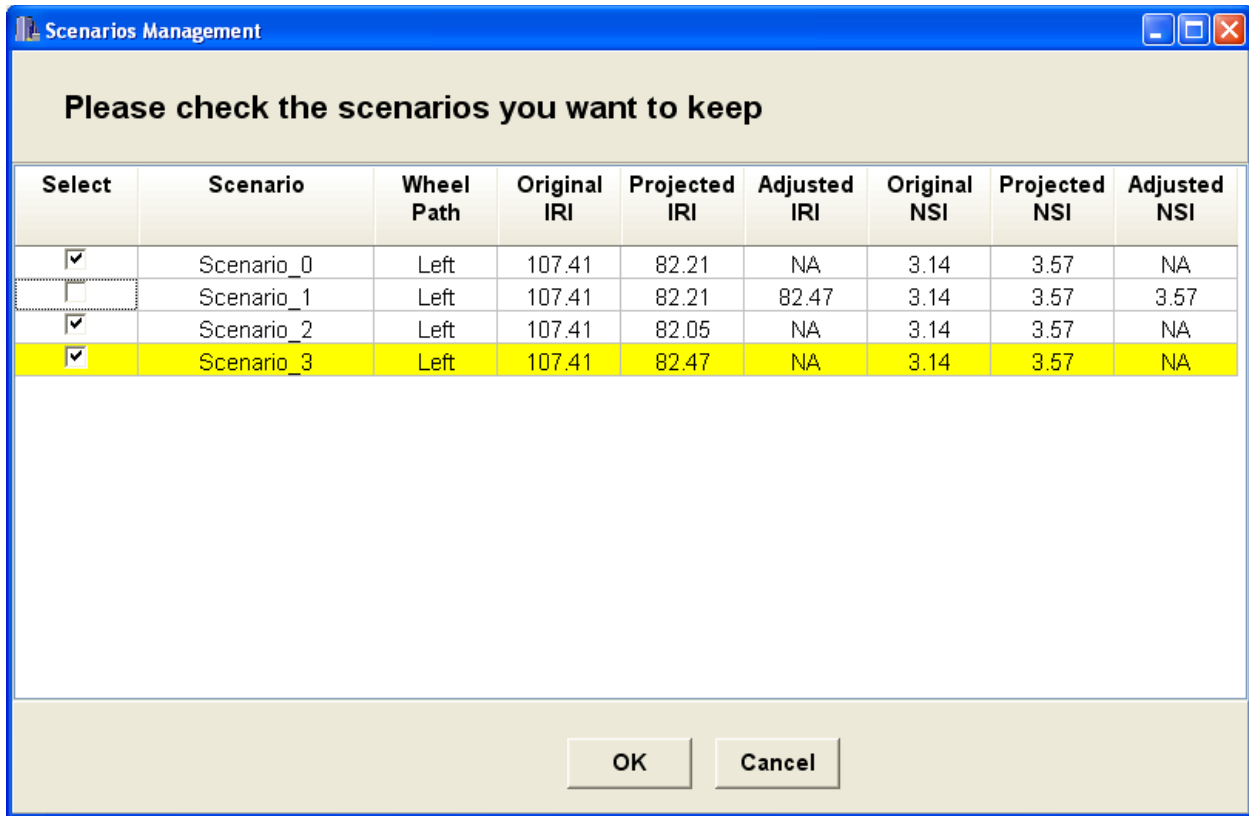 Scenarios Management
Please check the scenarios you want to keep
Select Scenario Wheel Path Original IRI Projected IRI Adjusted IRI Original NSI Projected NSI Adjusted NSI
Scenario_0 Left 107.41 82.21 NA 3.14 3.57 NA
Scenario_1 Left 107.41 82.21 82.47 3.14 3.57 3.57
Scenario_2 Left 107.41 82.05 NA 3.14 3.57 NA
Scenario_3 Left 107.41 82.47 NA 3.14 3.57 NA
OK Cancel